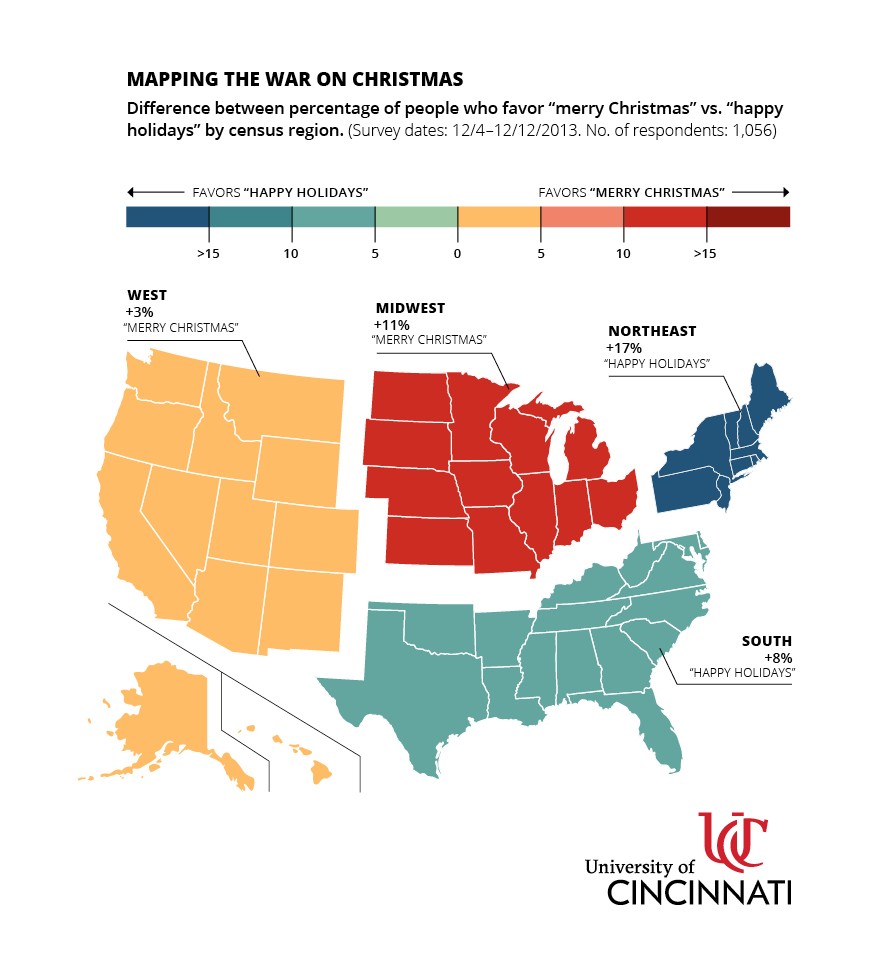 MAPPING THE WAR ON CHRISTMAS
Difference between percentage of people who favor “merry Christmas” vs. “happy
holidays” by census region. (Survey dates: 12/4–12/12/2013. No. of respondents: 1,056)
FAVORS “HAPPY HOLIDAYS”
FAVORS “MERRY CHRISTMAS”
>15 10 5 0 5 10 >15
WEST
+3%
“MERRY CHRISTMAS”
MIDWEST
+11%
“MERRY CHRISTMAS”
NORTHEAST
+17%
“HAPPY HOLIDAYS”
SOUTH
+8%
“HAPPY HOLIDAYS”
UC
University of
CINCINNATI